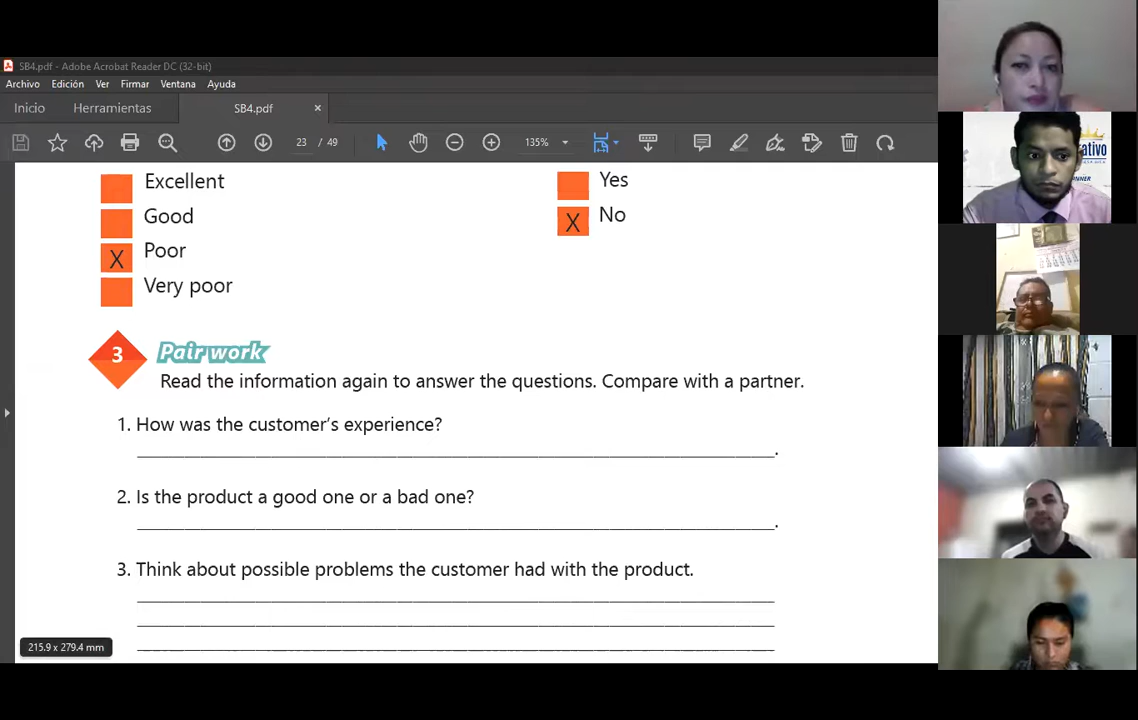 SB4.pdf - Adobe Acrobat Reader DC (32-bit)
Archivo Edición Ver Firmar Ventana Ayuda
Inicio Herramientas SB4.pdf ×
23 / 49 135%
Excellent
Good
X Poor
Very poor
Yes
X No
3 Pair work
Read the information again to answer the questions. Compare with a partner.
1. How was the customer's experience?
2. Is the product a good one or a bad one?
3. Think about possible problems the customer had with the product.
215.9 x 279.4 mm